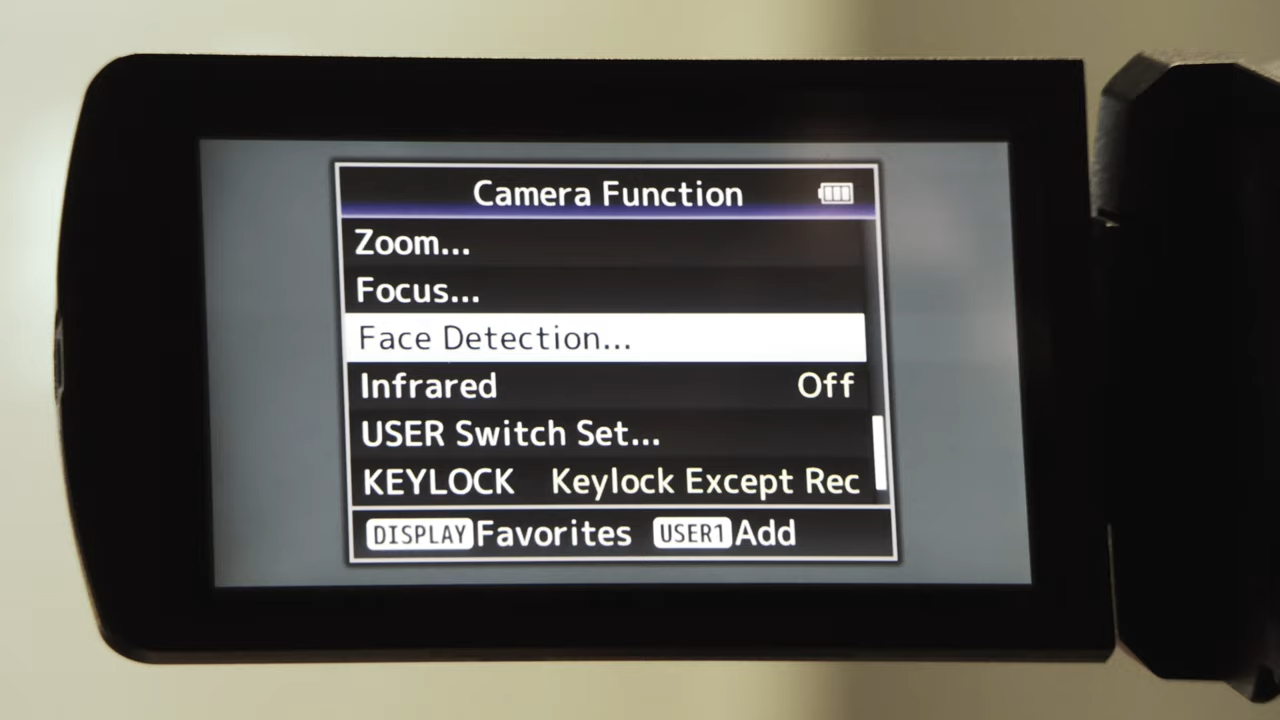 Camera Function
Zoom...
Focus...
Face Detection...
Infrared Off
USER Switch Set...
KEYLOCK Keylock Except Rec
DISPLAY Favorites USER1 Add